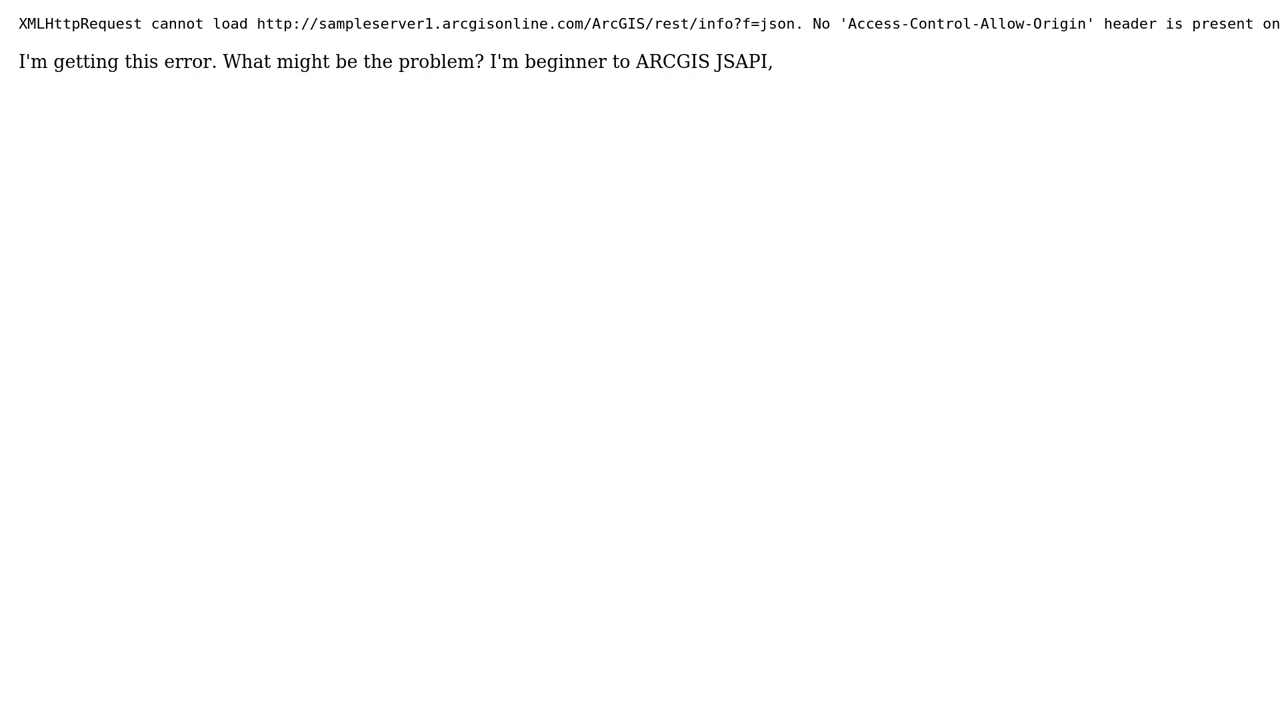 XMLHttpRequest cannot load http://sampleserver1.arcgisonline.com/ArcGIS/rest/info?f=json. No 'Access-Control-Allow-Origin' header is present on
I'm getting this error. What might be the problem? I'm beginner to ARCGIS JSAPI,